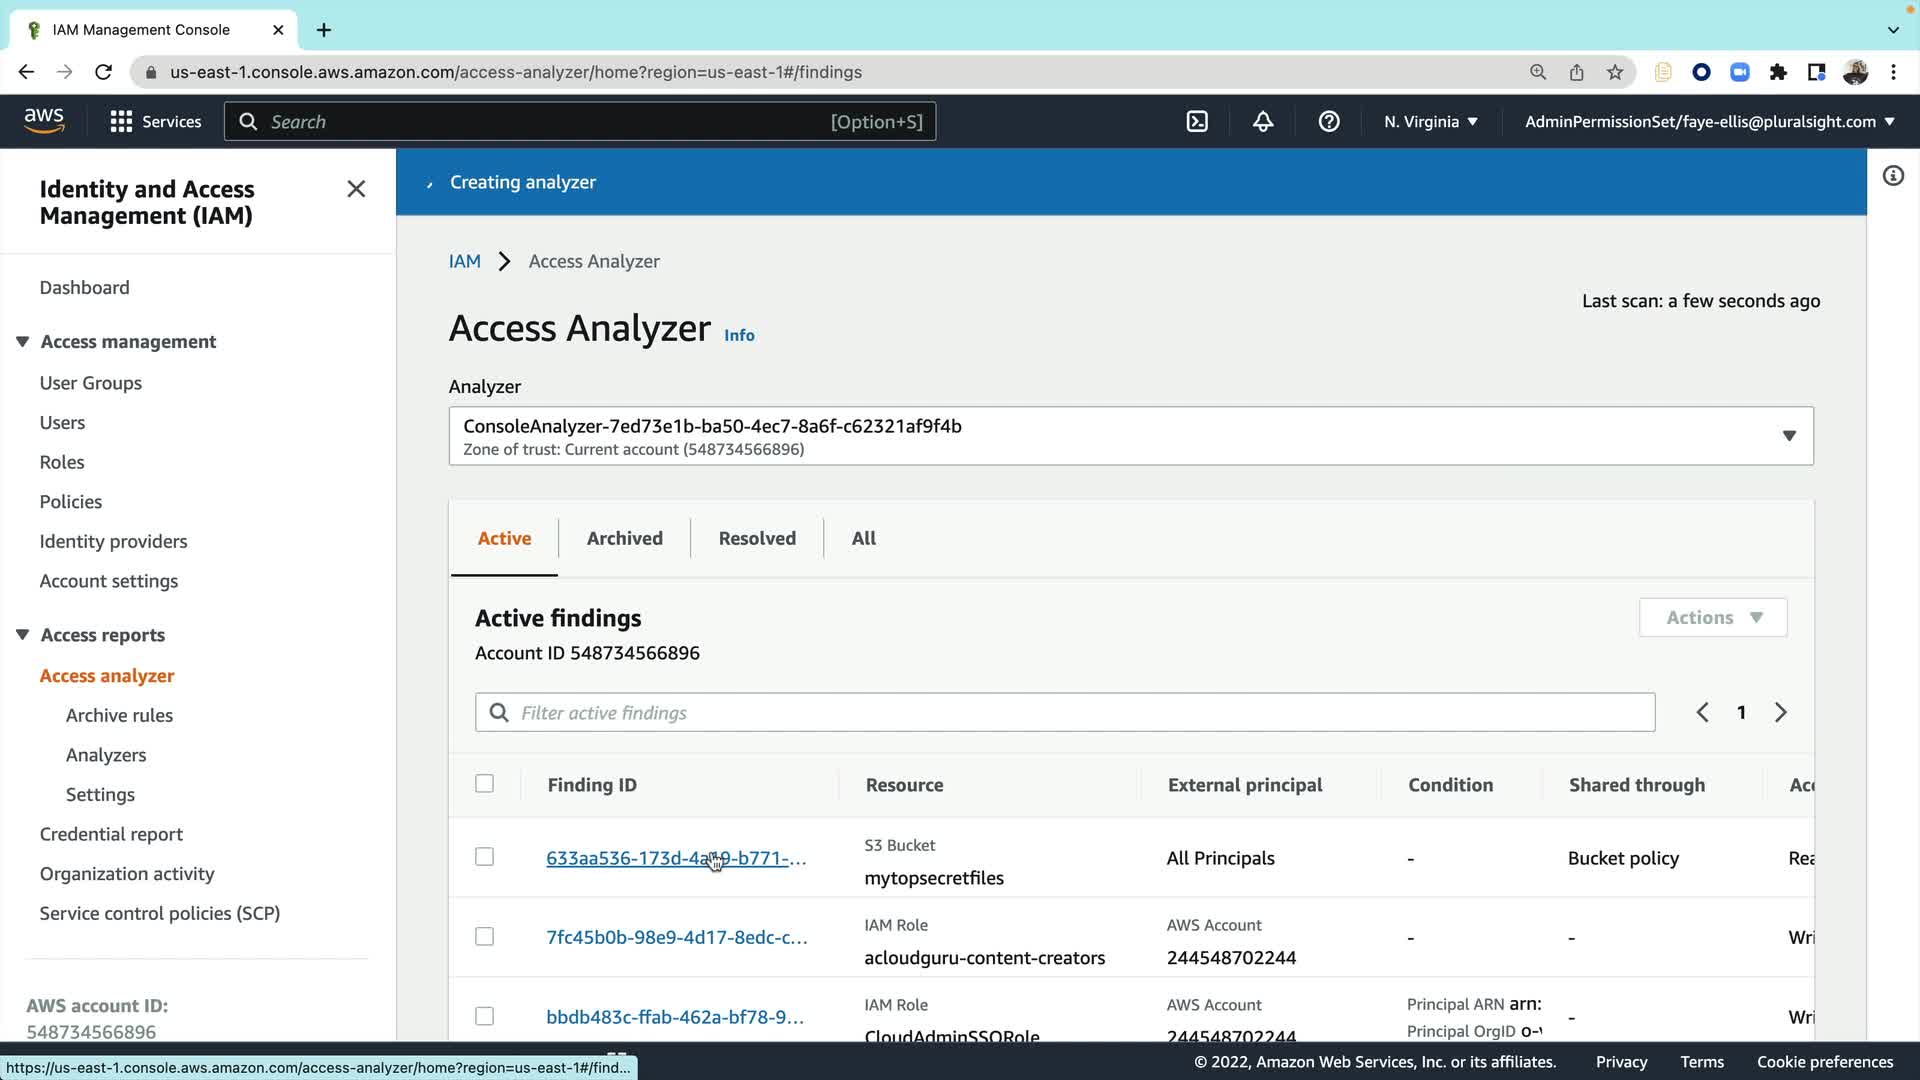 IAM Management Console
us-east-1.console.aws.amazon.com/access-analyzer/home?region=us-east-1#/findings
aws
Services
Search
[Option+S]
N. Virginia
AdminPermissionSet/faye-ellis@pluralsight.com
Identity and Access
Management (IAM)
Dashboard
Access management
User Groups
Users
Roles
Policies
Identity providers
Account settings
Access reports
Access analyzer
Archive rules
Analyzers
Settings
Credential report
Organization activity
Service control policies (SCP)
AWS account ID:
548734566896
Creating analyzer
IAM
Access Analyzer
Last scan: a few seconds ago
Access Analyzer
Info
Analyzer
ConsoleAnalyzer-7ed73e1b-ba50-4ec7-8a6f-c62321af9f4b
Zone of trust: Current account (548734566896)
Active
Archived
Resolved
All
Active findings
Actions
Account ID 548734566896
Filter active findings
1
Finding ID
Resource
External principal
Condition
Shared through
Acc
633aa536-173d-4a19-b771-...
S3 Bucket
mytopsecretfiles
All Principals
-
Bucket policy
Rea
7fc45b0b-98e9-4d17-8edc-c...
IAM Role
acloudguru-content-creators
AWS Account
244548702244
-
-
Wri
bbdb483c-ffab-462a-bf78-9...
IAM Role
CloudAdminSSORole
AWS Account
244548702244
Principal ARN arn:
Principal OrgID
-
Wri
https://us-east-1.console.aws.amazon.com/access-analyzer/home?region=us-east-1#/find...
© 2022, Amazon Web Services, Inc. or its affiliates.
Privacy
Terms
Cookie preferences